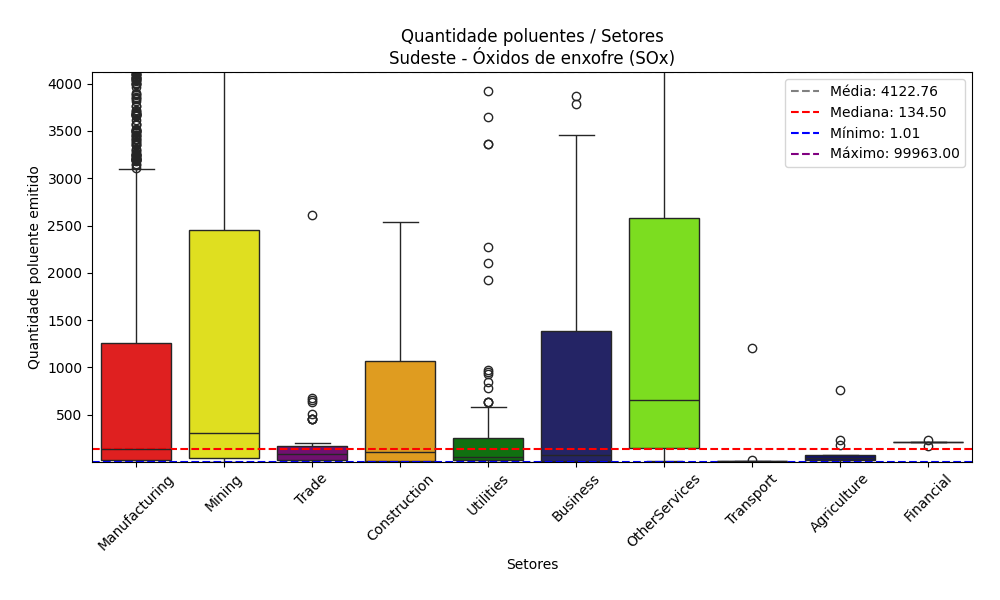 Quantidade poluentes / Setores
Sudeste - Óxidos de enxofre (SOx)
Quantidade poluente emitido
4000
3500
3000
2500
2000
1500
1000
500
Média: 4122.76
Mediana: 134.50
Mínimo: 1.01
Máximo: 99963.00
Manufacturing
Mining
Trade
Construction
Utilities
Business
OtherServices
Transport
Agriculture
Financial
Setores